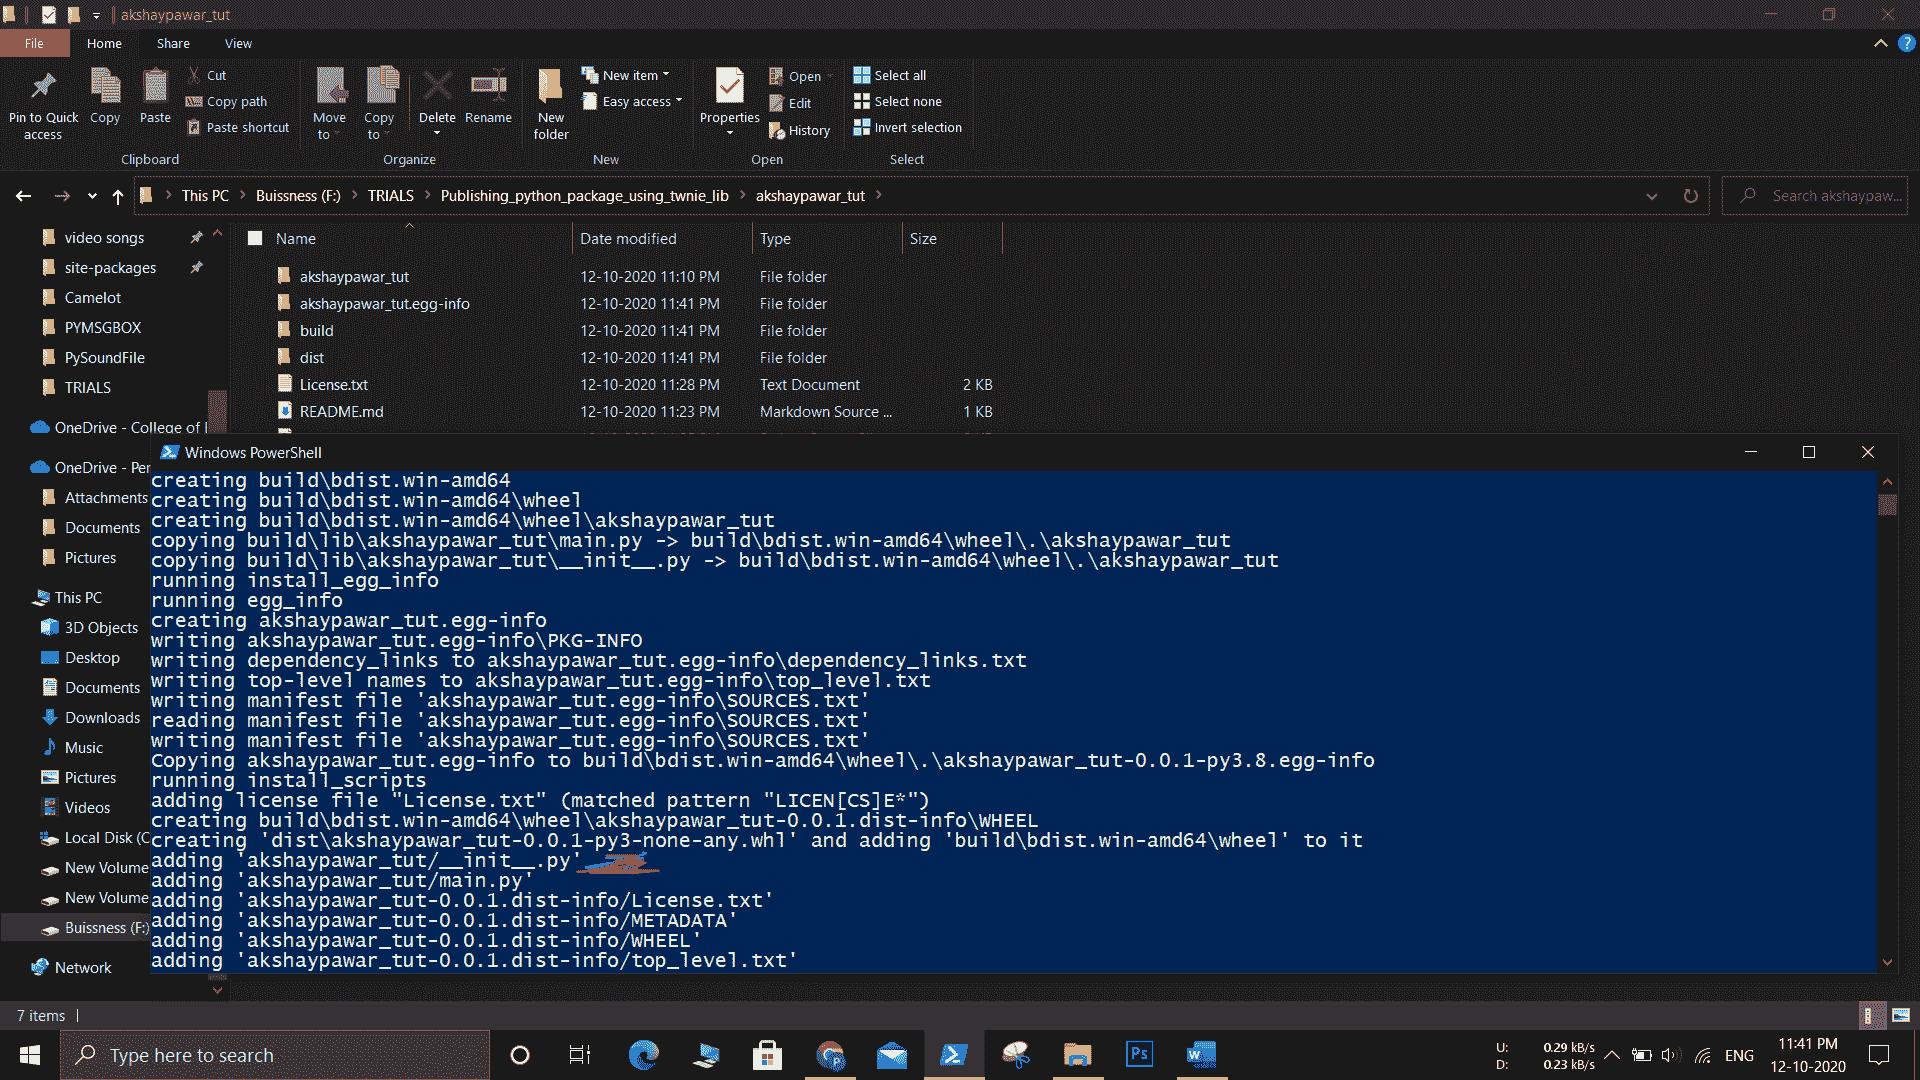 akshaypawar_tut
File
Home
Share
View
Pin to Quick access
Copy
Paste
Cut
Copy path
Paste shortcut
Clipboard
Move to
Copy to
Delete
Rename
Organize
New folder
New item
Easy access
New
Properties
Open
Edit
History
Open
Select all
Select none
Invert selection
Select
This PC
Buissness (F:)
TRIALS
Publishing_python_package_using_twnie_lib
akshaypawar_tut
Search akshaypaw...
Name Date modified Type Size
akshaypawar_tut 12-10-2020 11:10 PM File folder
akshaypawar_tut.egg-info 12-10-2020 11:41 PM File folder
build 12-10-2020 11:41 PM File folder
dist 12-10-2020 11:41 PM File folder
License.txt 12-10-2020 11:28 PM Text Document 2 KB
README.md 12-10-2020 11:23 PM Markdown Source ... 1 KB
video songs
site-packages
Camelot
PYMSGBOX
PySoundFile
TRIALS
OneDrive - College of
OneDrive - Per
Attachments
Documents
Pictures
This PC
3D Objects
Desktop
Documents
Downloads
Music
Pictures
Videos
Local Disk (C
New Volume
New Volume
Buissness (F:)
Network
Windows PowerShell
creating build\bdist.win-amd64
creating build\bdist.win-amd64\wheel
creating build\bdist.win-amd64\wheel\akshaypawar_tut
copying build\lib\akshaypawar_tut\main.py -> build\bdist.win-amd64\wheel\.\akshaypawar_tut
copying build\lib\akshaypawar_tut\__init__.py -> build\bdist.win-amd64\wheel\.\akshaypawar_tut
running install_egg_info
running egg_info
creating akshaypawar_tut.egg-info
writing akshaypawar_tut.egg-info\PKG-INFO
writing dependency_links to akshaypawar_tut.egg-info\dependency_links.txt
writing top-level names to akshaypawar_tut.egg-info\top_level.txt
writing manifest file 'akshaypawar_tut.egg-info\SOURCES.txt'
reading manifest file 'akshaypawar_tut.egg-info\SOURCES.txt'
writing manifest file 'akshaypawar_tut.egg-info\SOURCES.txt'
Copying akshaypawar_tut.egg-info to build\bdist.win-amd64\wheel\.\akshaypawar_tut-0.0.1-py3.8.egg-info
running install_scripts
adding license file "License.txt" (matched pattern "LICEN[CS]E*")
creating build\bdist.win-amd64\wheel\akshaypawar_tut-0.0.1.dist-info\WHEEL
creating 'dist\akshaypawar_tut-0.0.1-py3-none-any.whl' and adding 'build\bdist.win-amd64\wheel' to it
adding 'akshaypawar_tut/__init__.py'
adding 'akshaypawar_tut/main.py'
adding 'akshaypawar_tut-0.0.1.dist-info/License.txt'
adding 'akshaypawar_tut-0.0.1.dist-info/METADATA'
adding 'akshaypawar_tut-0.0.1.dist-info/WHEEL'
adding 'akshaypawar_tut-0.0.1.dist-info/top_level.txt'
7 items
Type here to search
Ps
U: 0.29 kB/s
D: 0.23 kB/s
ENG
11:41 PM
12-10-2020